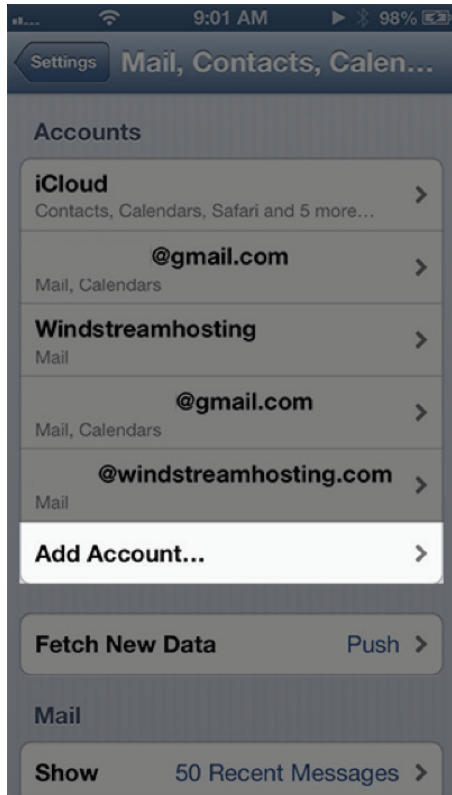 9:01 AM 98%
Settings Mail, Contacts, Calen...
Accounts
iCloud
Contacts, Calendars, Safari and 5 more...
@gmail.com
Mail, Calendars
Windstreamhosting
Mail
@gmail.com
Mail, Calendars
@windstreamhosting.com
Mail
Add Account...
Fetch New Data Push
Mail
Show 50 Recent Messages